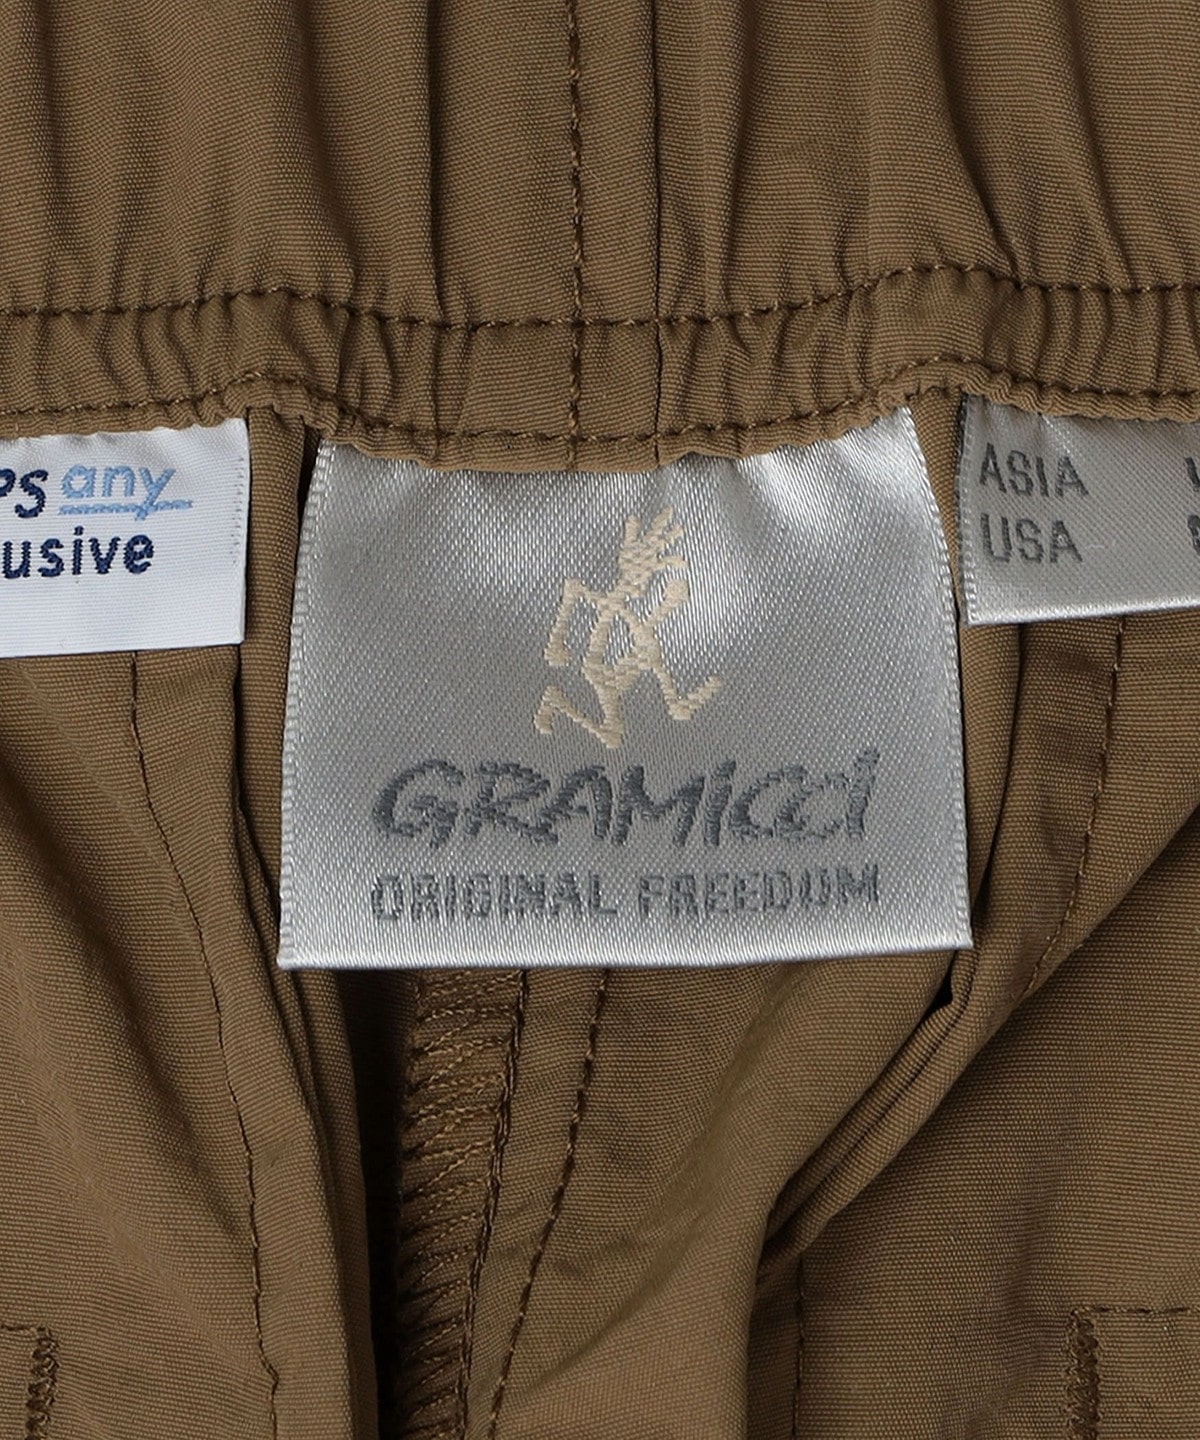 PS any
usive
GRAMiCCi
ORIGINAL FREEDOM
ASIA
USA